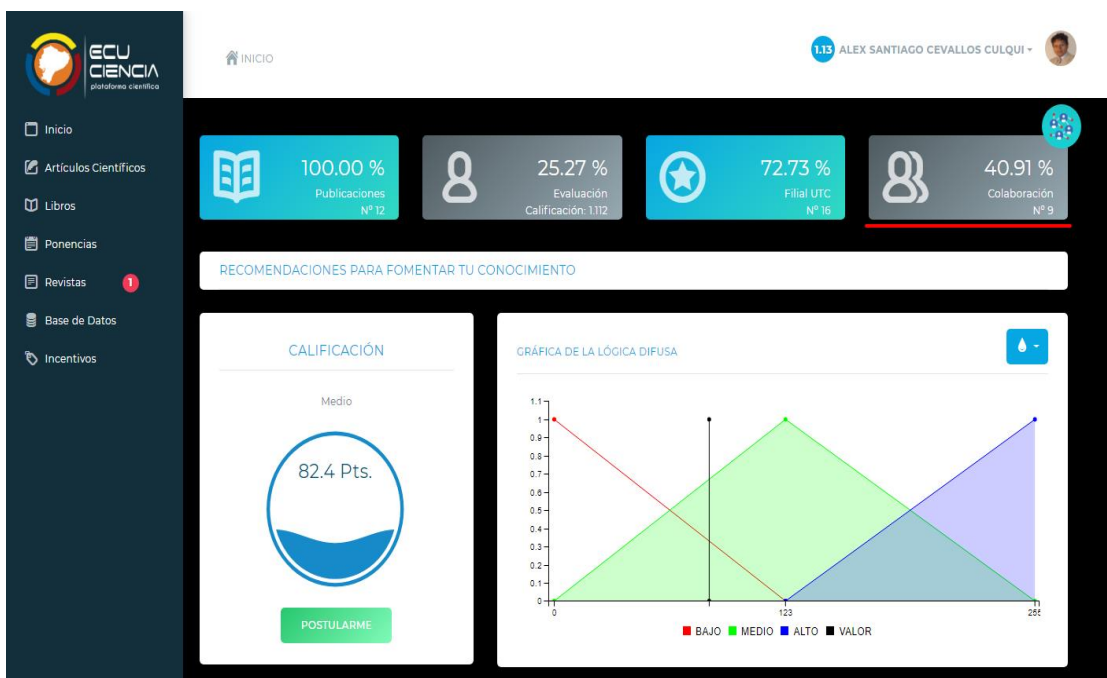 ECU
CIENCIA
plataforma científica
INICIO
1.13 ALEX SANTIAGO CEVALLOS CULQUI
Inicio
Artículos Científicos
Libros
Ponencias
Revistas 1
Base de Datos
Incentivos
100.00 %
Publicaciones
N° 12
25.27 %
Evaluación
Calificación: 1.112
72.73 %
Filial UTC
N° 16
40.91 %
Colaboración
N° 9
RECOMENDACIONES PARA FOMENTAR TU CONOCIMIENTO
CALIFICACIÓN
Medio
82.4 Pts.
POSTULARME
GRÁFICA DE LA LÓGICA DIFUSA
1.1
1
0.9
0.8
0.7
0.6
0.5
0.4
0.3
0.2
0.1
0
0 123
BAJO MEDIO ALTO VALOR